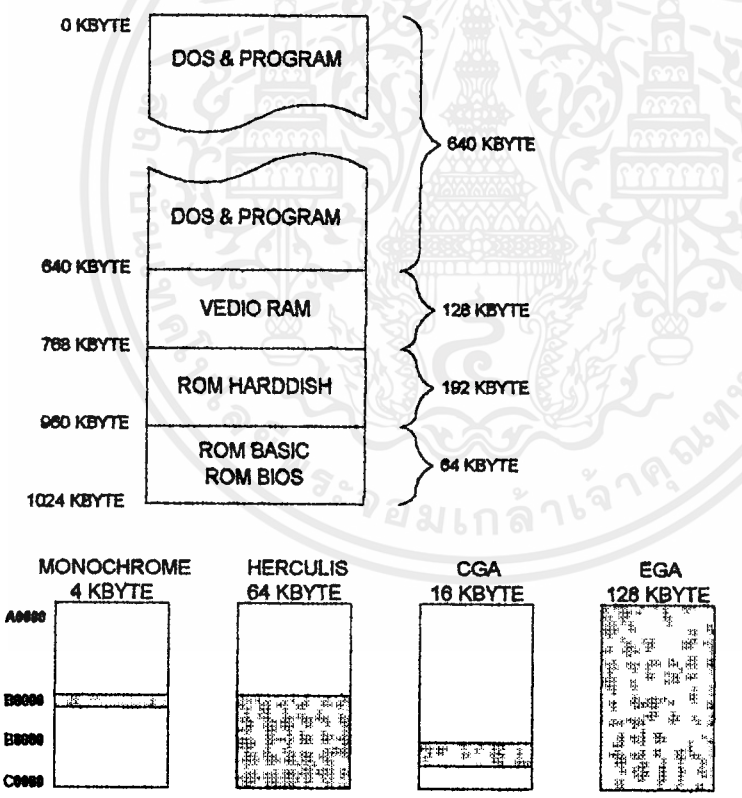 0 KBYTE
DOS & PROGRAM
640 KBYTE
DOS & PROGRAM
640 KBYTE
VEDIO RAM
128 KBYTE
768 KBYTE
ROM HARDDISH
192 KBYTE
960 KBYTE
ROM BASIC
ROM BIOS
64 KBYTE
1024 KBYTE
MONOCHROME
4 KBYTE
HERCULIS
64 KBYTE
CGA
16 KBYTE
EGA
128 KBYTE
A0000
B0000
B8000
C0000